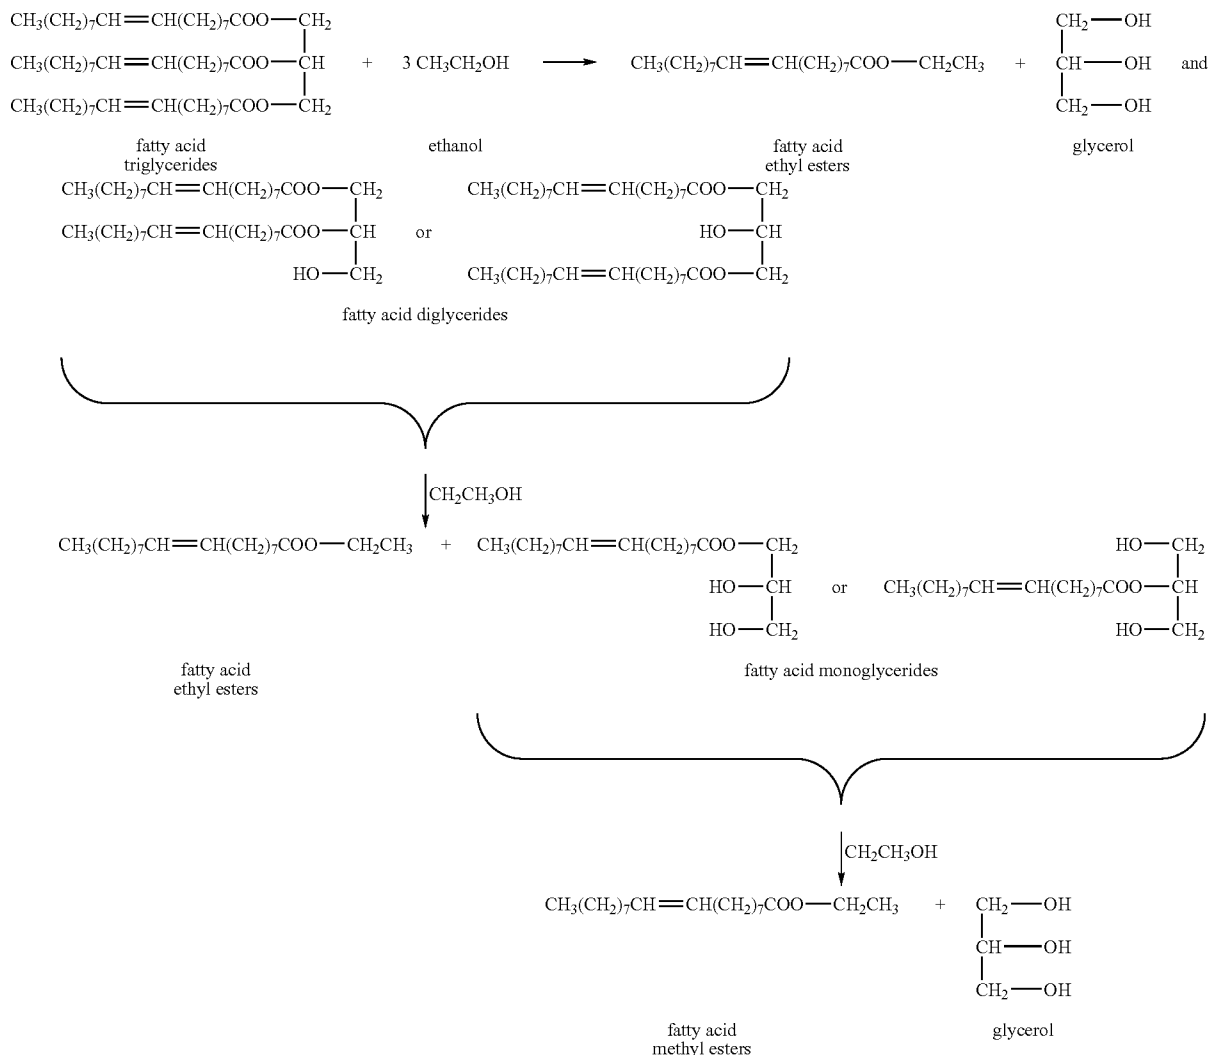 CH₃(CH₂)₇CH=CH(CH₂)₇COO—CH₂
CH₃(CH₂)₇CH=CH(CH₂)₇COO—CH + 3 CH₃CH₂OH ⟶ CH₃(CH₂)₇CH=CH(CH₂)₇COO—CH₂CH₃ + CH—OH and
CH₃(CH₂)₇CH=CH(CH₂)₇COO—CH₂
CH₂—OH
CH₂—OH
fatty acid
triglycerides
ethanol
fatty acid
ethyl esters
glycerol
CH₃(CH₂)₇CH=CH(CH₂)₇COO—CH₂
CH₃(CH₂)₇CH=CH(CH₂)₇COO—CH
HO—CH₂
or
CH₃(CH₂)₇CH=CH(CH₂)₇COO—CH₂
HO—CH
CH₃(CH₂)₇CH=CH(CH₂)₇COO—CH₂
fatty acid diglycerides
CH₂CH₃OH
CH₃(CH₂)₇CH=CH(CH₂)₇COO—CH₂CH₃ +
CH₃(CH₂)₇CH=CH(CH₂)₇COO—CH₂
HO—CH
HO—CH₂
or
HO—CH₂
CH₃(CH₂)₇CH=CH(CH₂)₇COO—CH
HO—CH₂
fatty acid
ethyl esters
fatty acid monoglycerides
CH₂CH₃OH
CH₃(CH₂)₇CH=CH(CH₂)₇COO—CH₂CH₃ +
CH₂—OH
CH—OH
CH₂—OH
fatty acid
methyl esters
glycerol